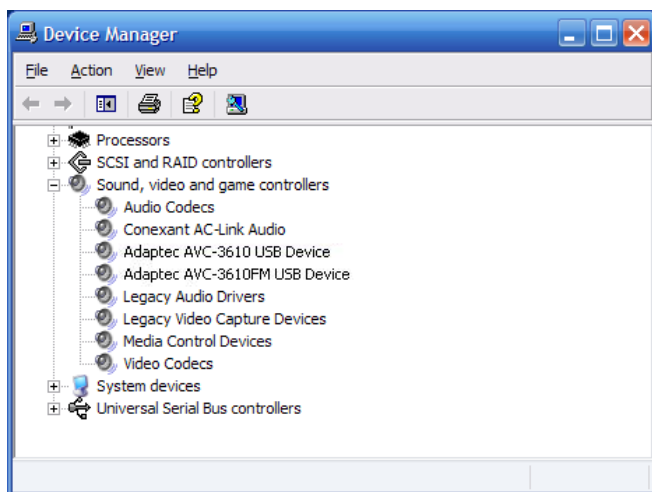 Device Manager
File Action View Help
Processors
SCSI and RAID controllers
Sound, video and game controllers
Audio Codecs
Conexant AC-Link Audio
Adaptec AVC-3610 USB Device
Adaptec AVC-3610FM USB Device
Legacy Audio Drivers
Legacy Video Capture Devices
Media Control Devices
Video Codecs
System devices
Universal Serial Bus controllers